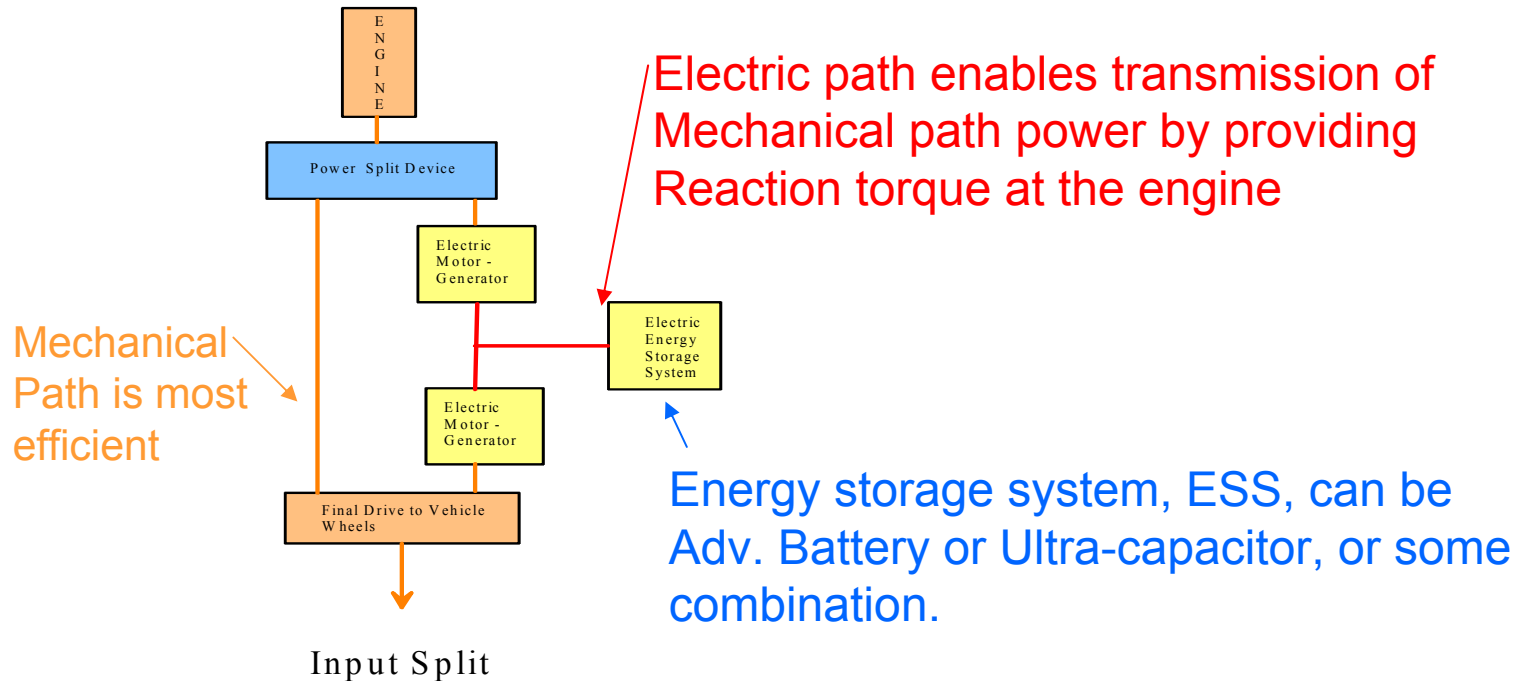 E
N
G
I
N
E
Electric path enables transmission of
Mechanical path power by providing
Reaction torque at the engine
Power Split Device
Electric
Motor -
Generator
Electric
Energy
Storage
System
Mechanical
Path is most
efficient
Electric
Motor -
Generator
Energy storage system, ESS, can be
Adv. Battery or Ultra-capacitor, or some
combination.
Final Drive to Vehicle
Wheels
Input Split